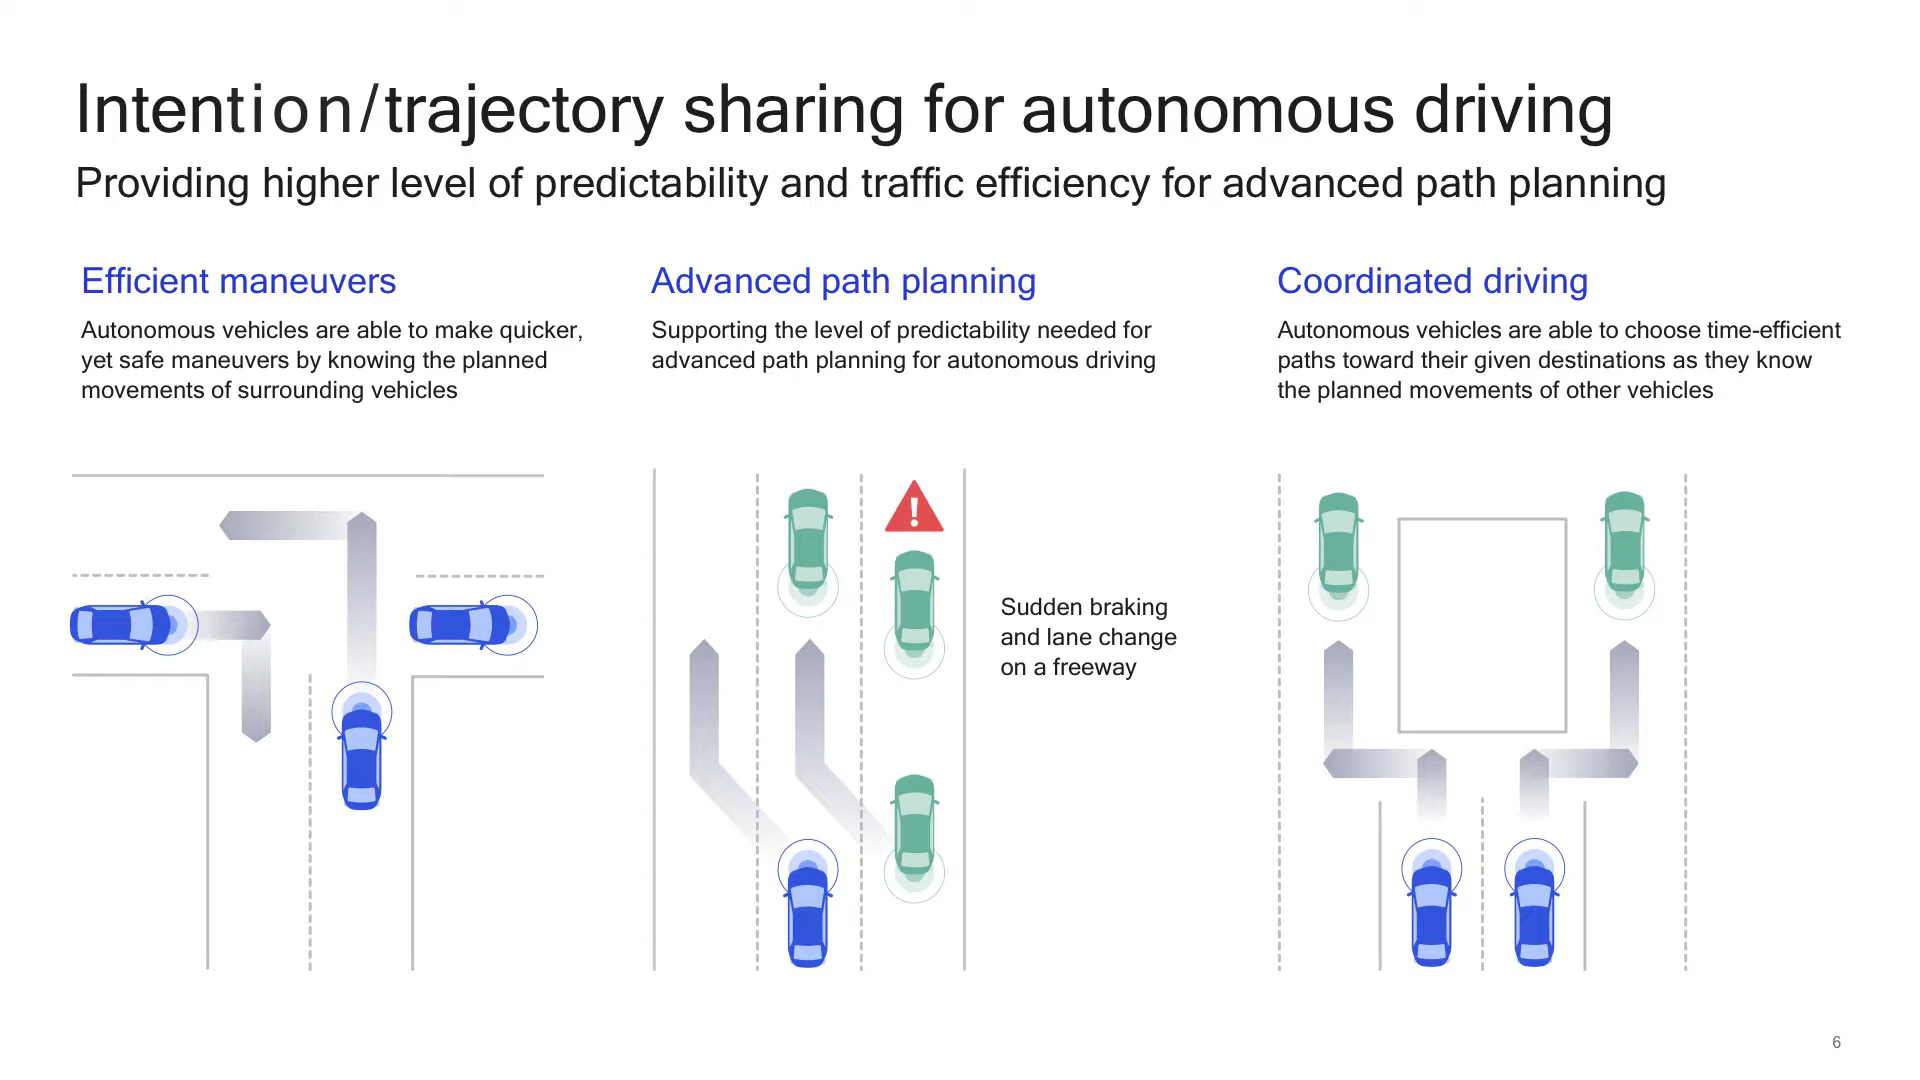 Intention/trajectory sharing for autonomous driving
Providing higher level of predictability and traffic efficiency for advanced path planning
Efficient maneuvers
Autonomous vehicles are able to make quicker,
yet safe maneuvers by knowing the planned
movements of surrounding vehicles
Advanced path planning
Supporting the level of predictability needed for
advanced path planning for autonomous driving
Coordinated driving
Autonomous vehicles are able to choose time-efficient
paths toward their given destinations as they know
the planned movements of other vehicles
Sudden braking
and lane change
on a freeway
6